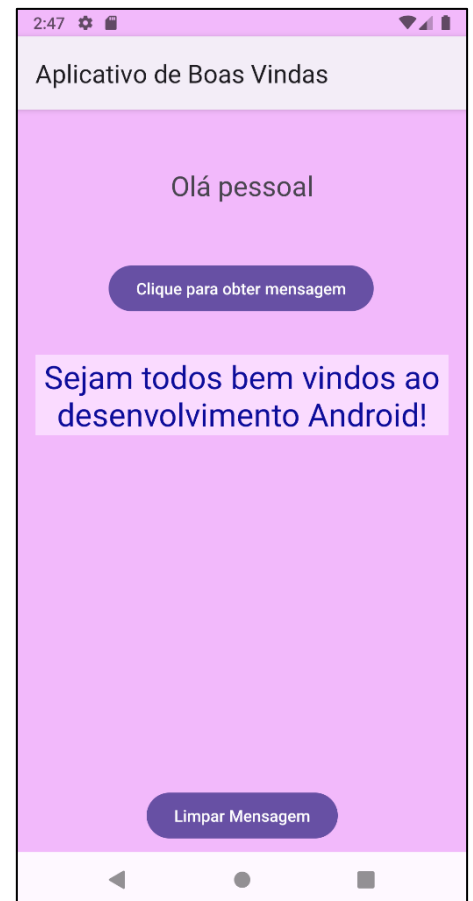 2:47
Aplicativo de Boas Vindas
Olá pessoal
Clique para obter mensagem
Sejam todos bem vindos ao
desenvolvimento Android!
Limpar Mensagem